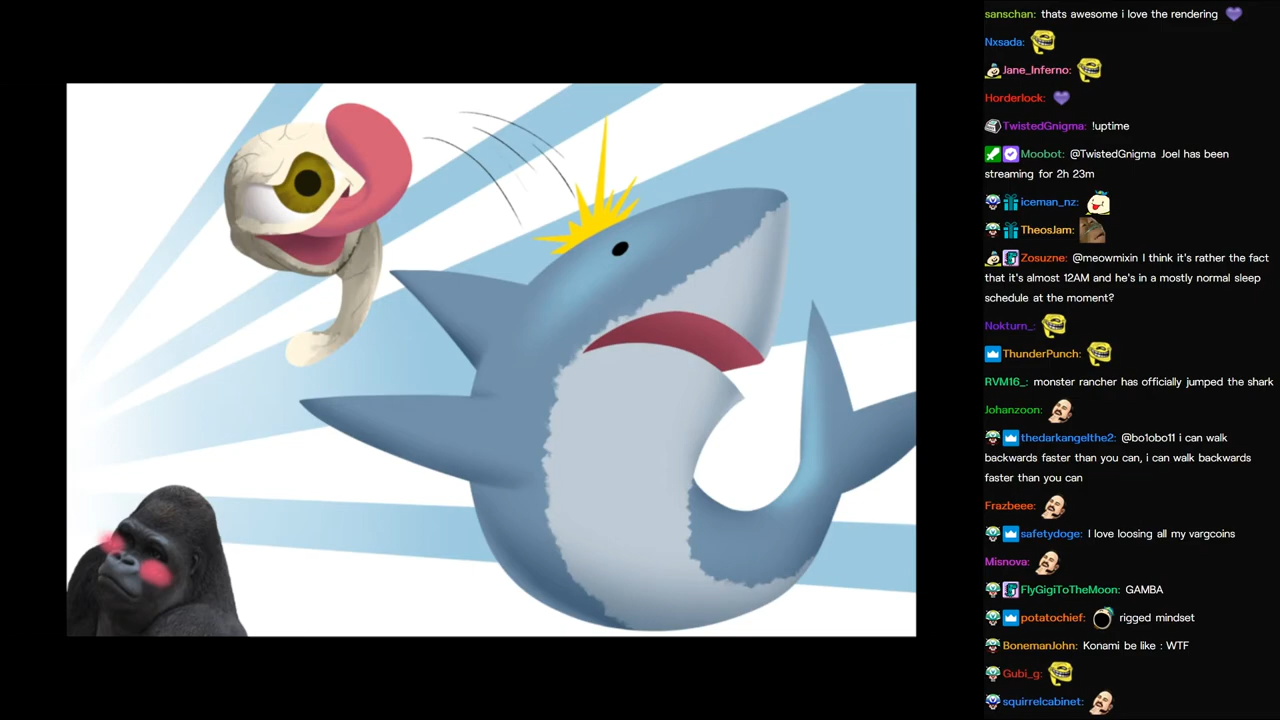 sanschan: thats awesome i love the rendering
Nxsada:
Jane_Inferno:
Horderlock:
TwistedGnigma: !uptime
Moobot: @TwistedGnigma Joel has been
streaming for 2h 23m
iceman_nz:
TheosJam:
Zosuzne: @meowmixin I think it's rather the fact
that it's almost 12AM and he's in a mostly normal sleep
schedule at the moment?
Nokturn_:
ThunderPunch:
RVM16_: monster rancher has officially jumped the shark
Johanzoon:
thedarkangelthe2: @bo1obo11 i can walk
backwards faster than you can, i can walk backwards
faster than you can
Frazbeee:
safetydoge: I love loosing all my vargcoins
Misnova:
FlyGigiToTheMoon: GAMBA
potatochief: rigged mindset
BonemanJohn: Konami be like : WTF
Gubi_g:
squirrelcabinet: